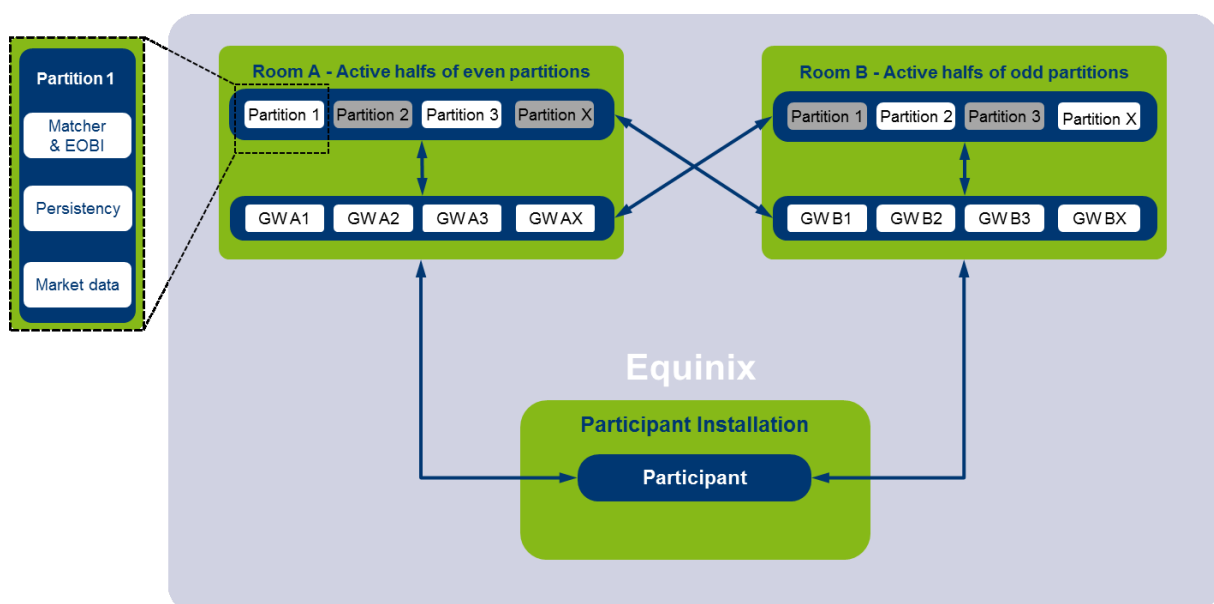 Partition 1
Matcher
& EOBI
Persistency
Market data
Room A - Active halfs of even partitions
Partition 1 Partition 2 Partition 3 Partition X
GW A1 GW A2 GW A3 GW AX
Room B - Active halfs of odd partitions
Partition 1 Partition 2 Partition 3 Partition X
GW B1 GW B2 GW B3 GW BX
Equinix
Participant Installation
Participant